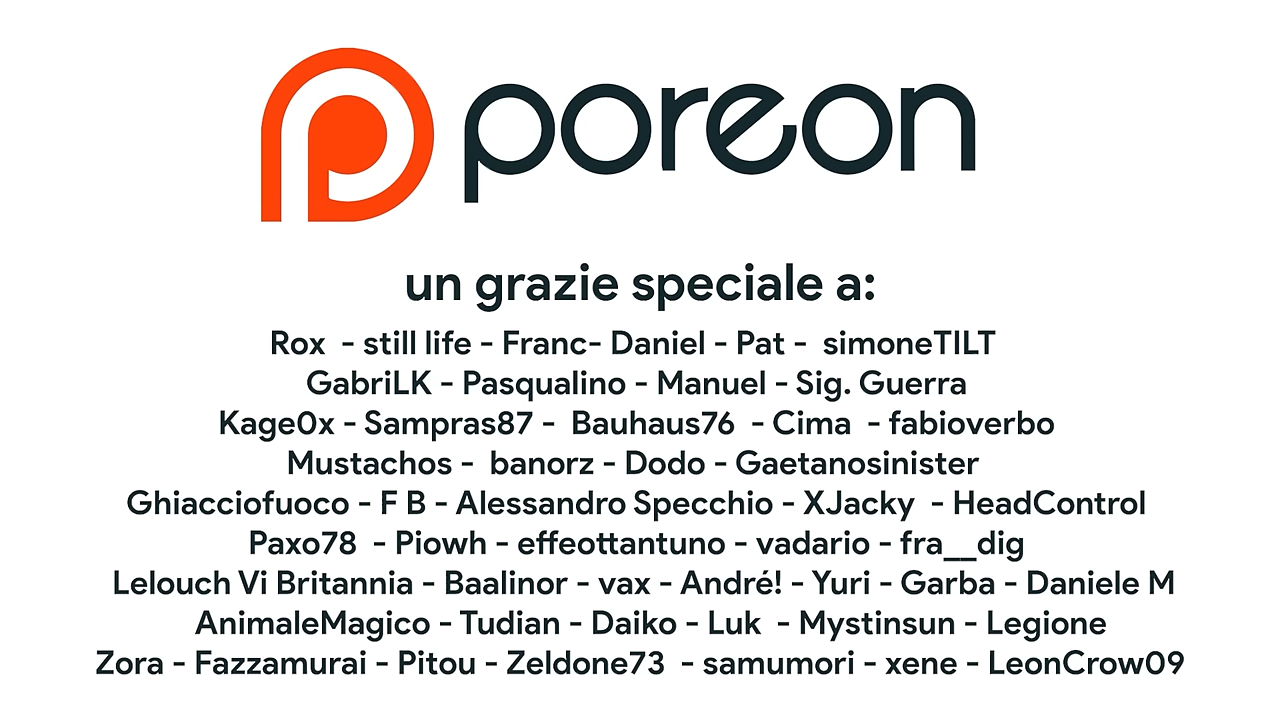 poreon
un grazie speciale a:
Rox - still life - Franc- Daniel - Pat - simoneTILT
GabriLK - Pasqualino - Manuel - Sig. Guerra
Kage0x - Sampras87 - Bauhaus76 - Cima - fabioverbo
Mustachos - banorz - Dodo - Gaetanosinister
Ghiacciofuoco - F B - Alessandro Specchio - XJacky - HeadControl
Paxo78 - Piowh - effeottantuno - vadario - fra__dig
Lelouch Vi Britannia - Baalinor - vax - André! - Yuri - Garba - Daniele M
AnimaleMagico - Tudian - Daiko - Luk - Mystinsun - Legione
Zora - Fazzamurai - Pitou - Zeldone73 - samumori - xene - LeonCrow09